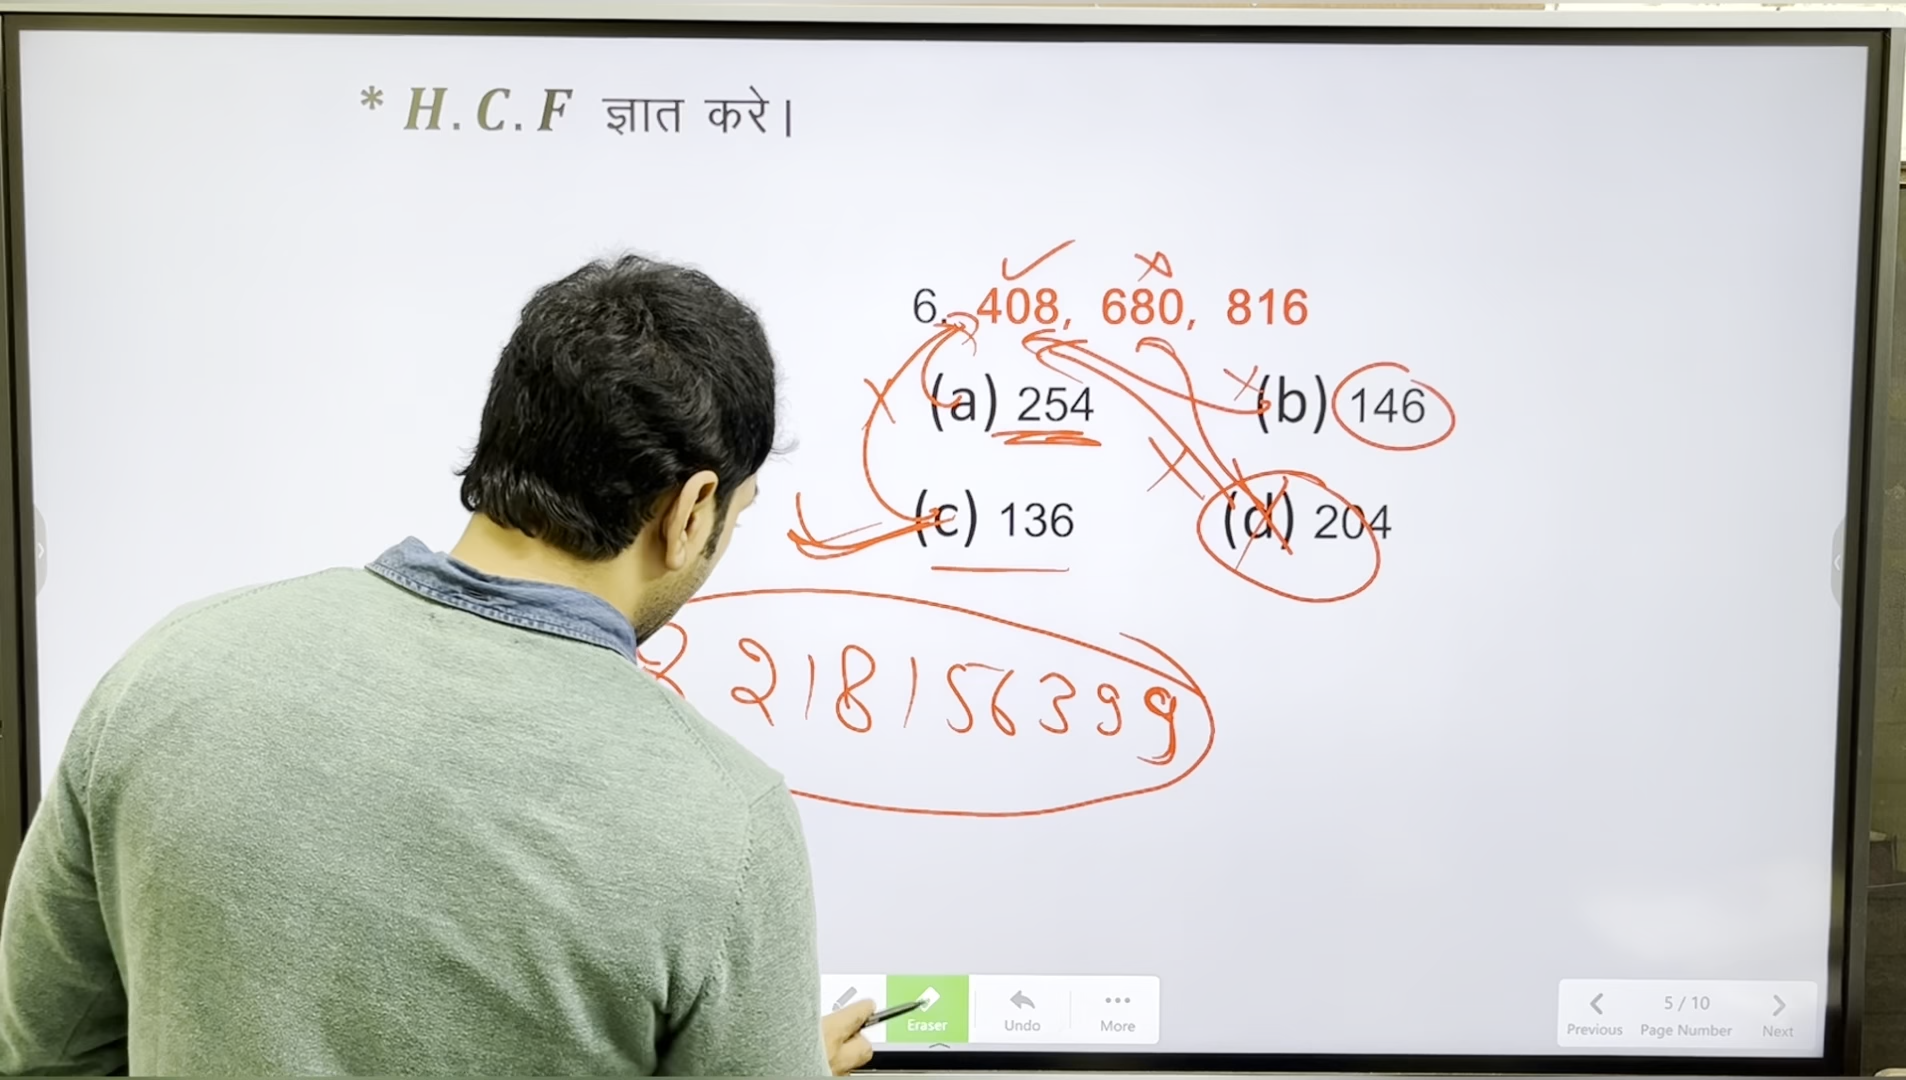 * H.C.F ज्ञात करे।
6. 408, 680, 816
(a) 254 (b) 146
(c) 136 (d) 204
218156399
Eraser Undo More
5 / 10
Previous Page Number Next